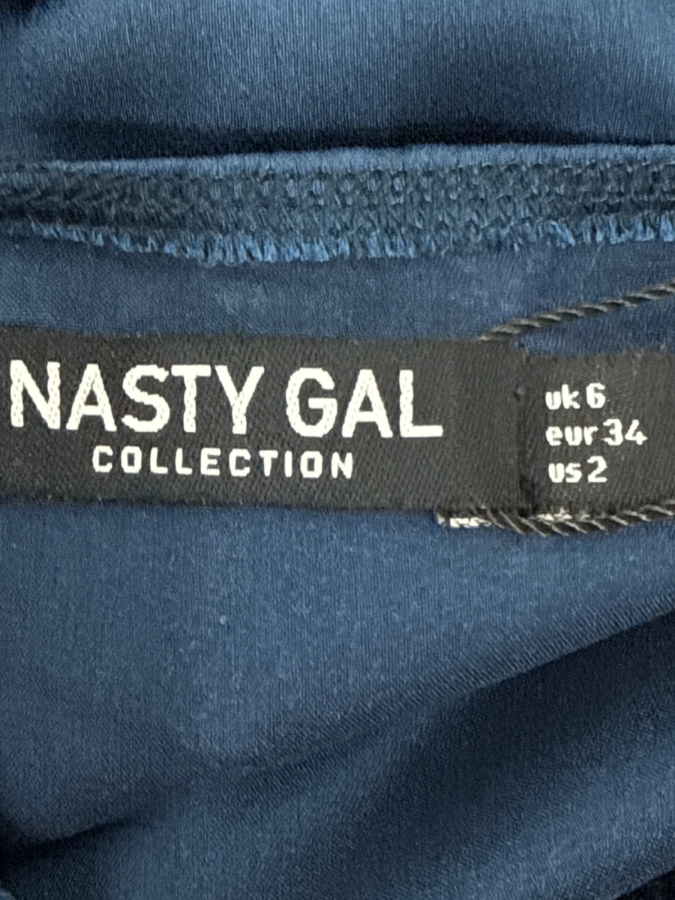 NASTY GAL
COLLECTION
uk 6
eur 34
us 2